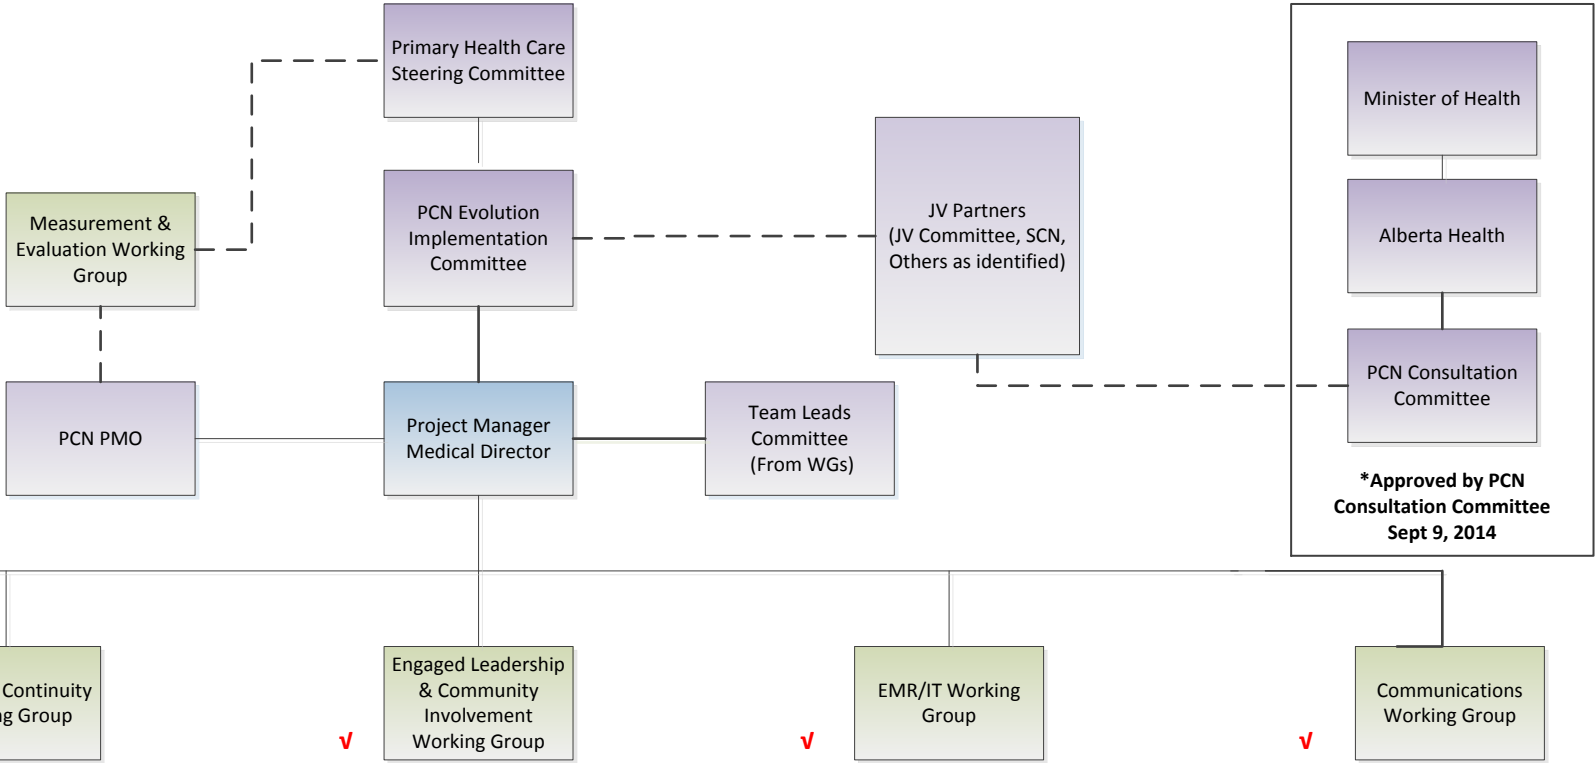 Primary Health Care
Steering Committee
Minister of Health
JV Partners
(JV Committee, SCN,
Others as identified)
PCN Evolution
Implementation
Committee
Measurement &
Evaluation Working
Group
Alberta Health
PCN Consultation
Committee
PCN PMO
Project Manager
Medical Director
Team Leads
Committee
(From WGs)
*Approved by PCN
Consultation Committee
Sept 9, 2014
Continuity
Group
√
Engaged Leadership
& Community
Involvement
Working Group
√
EMR/IT Working
Group
√
Communications
Working Group